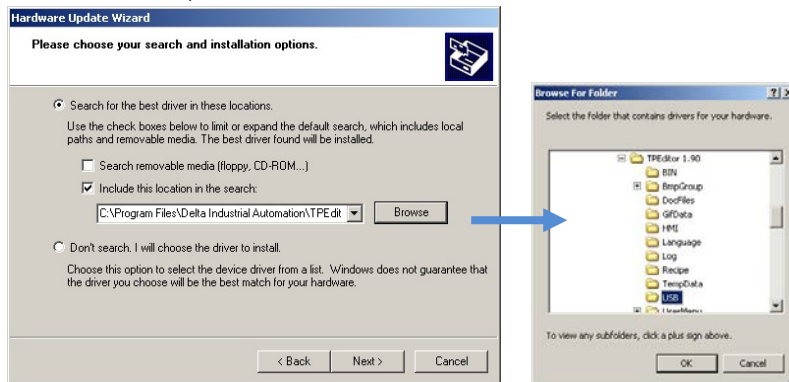 Hardware Update Wizard
Please choose your search and installation options.
Search for the best driver in these locations.
Use the check boxes below to limit or expand the default search, which includes local
paths and removable media. The best driver found will be installed.
Search removable media (floppy, CD-ROM...)
Include this location in the search:
C:\Program Files\Delta Industrial Automation\TPEdit
Browse
Don't search. I will choose the driver to install.
Choose this option to select the device driver from a list. Windows does not guarantee that
the driver you choose will be the best match for your hardware.
< Back
Next >
Cancel
Browse For Folder
Select the folder that contains drivers for your hardware.
TPEditor 1.90
BIN
BmpGroup
DocFiles
GifData
HMI
Language
Log
Recipe
TempData
USB
UserMenu
To view any subfolders, click a plus sign above.
OK
Cancel